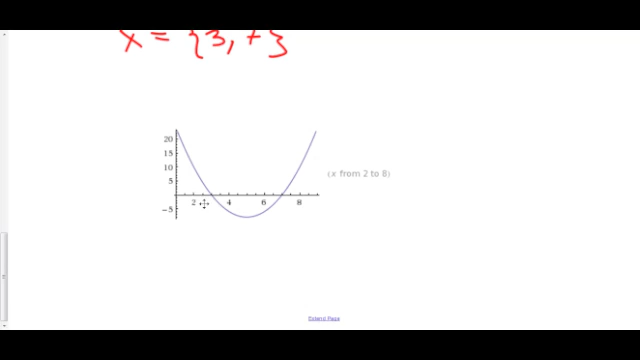 x = {3, 7}
20
15
10
5
-5
2 4 6 8
(x from 2 to 8)
Extend Page